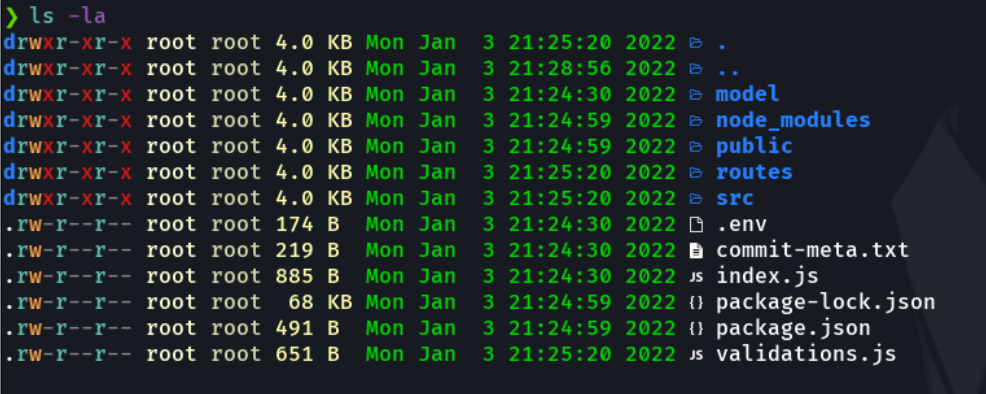 ❯ ls -la
drwxr-xr-x root root 4.0 KB Mon Jan  3 21:25:20 2022 .
drwxr-xr-x root root 4.0 KB Mon Jan  3 21:28:56 2022 ..
drwxr-xr-x root root 4.0 KB Mon Jan  3 21:24:30 2022 model
drwxr-xr-x root root 4.0 KB Mon Jan  3 21:24:59 2022 node_modules
drwxr-xr-x root root 4.0 KB Mon Jan  3 21:24:59 2022 public
drwxr-xr-x root root 4.0 KB Mon Jan  3 21:25:20 2022 routes
drwxr-xr-x root root 4.0 KB Mon Jan  3 21:25:20 2022 src
.rw-r--r-- root root 174 B  Mon Jan  3 21:24:30 2022 .env
.rw-r--r-- root root 219 B  Mon Jan  3 21:24:30 2022 commit-meta.txt
.rw-r--r-- root root 885 B  Mon Jan  3 21:24:30 2022 JS index.js
.rw-r--r-- root root  68 KB Mon Jan  3 21:24:59 2022 {} package-lock.json
.rw-r--r-- root root 491 B  Mon Jan  3 21:24:59 2022 {} package.json
.rw-r--r-- root root 651 B  Mon Jan  3 21:25:20 2022 JS validations.js